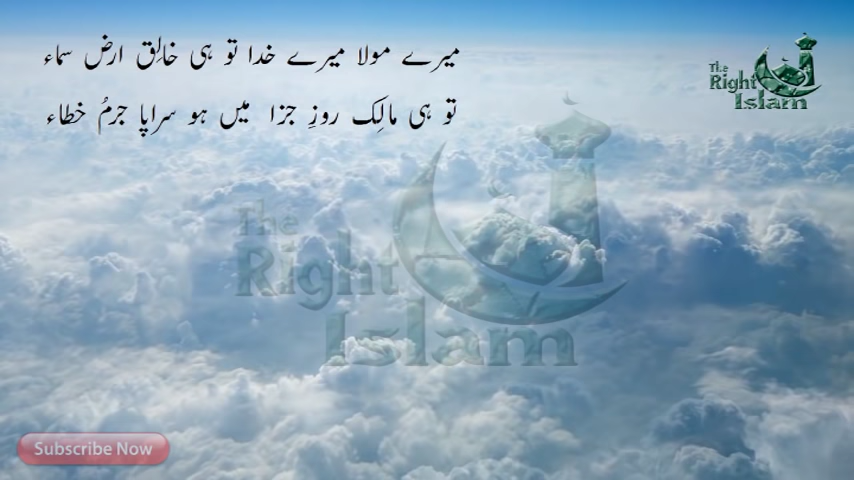 میرے مولا میرے خدا تو ہی خالِق ارض سماء
تو ہی مالِک روزِ جزا میں ہو سراپا جرمُ خطاء
The
Right
Islam
The
Right
Islam
Subscribe Now